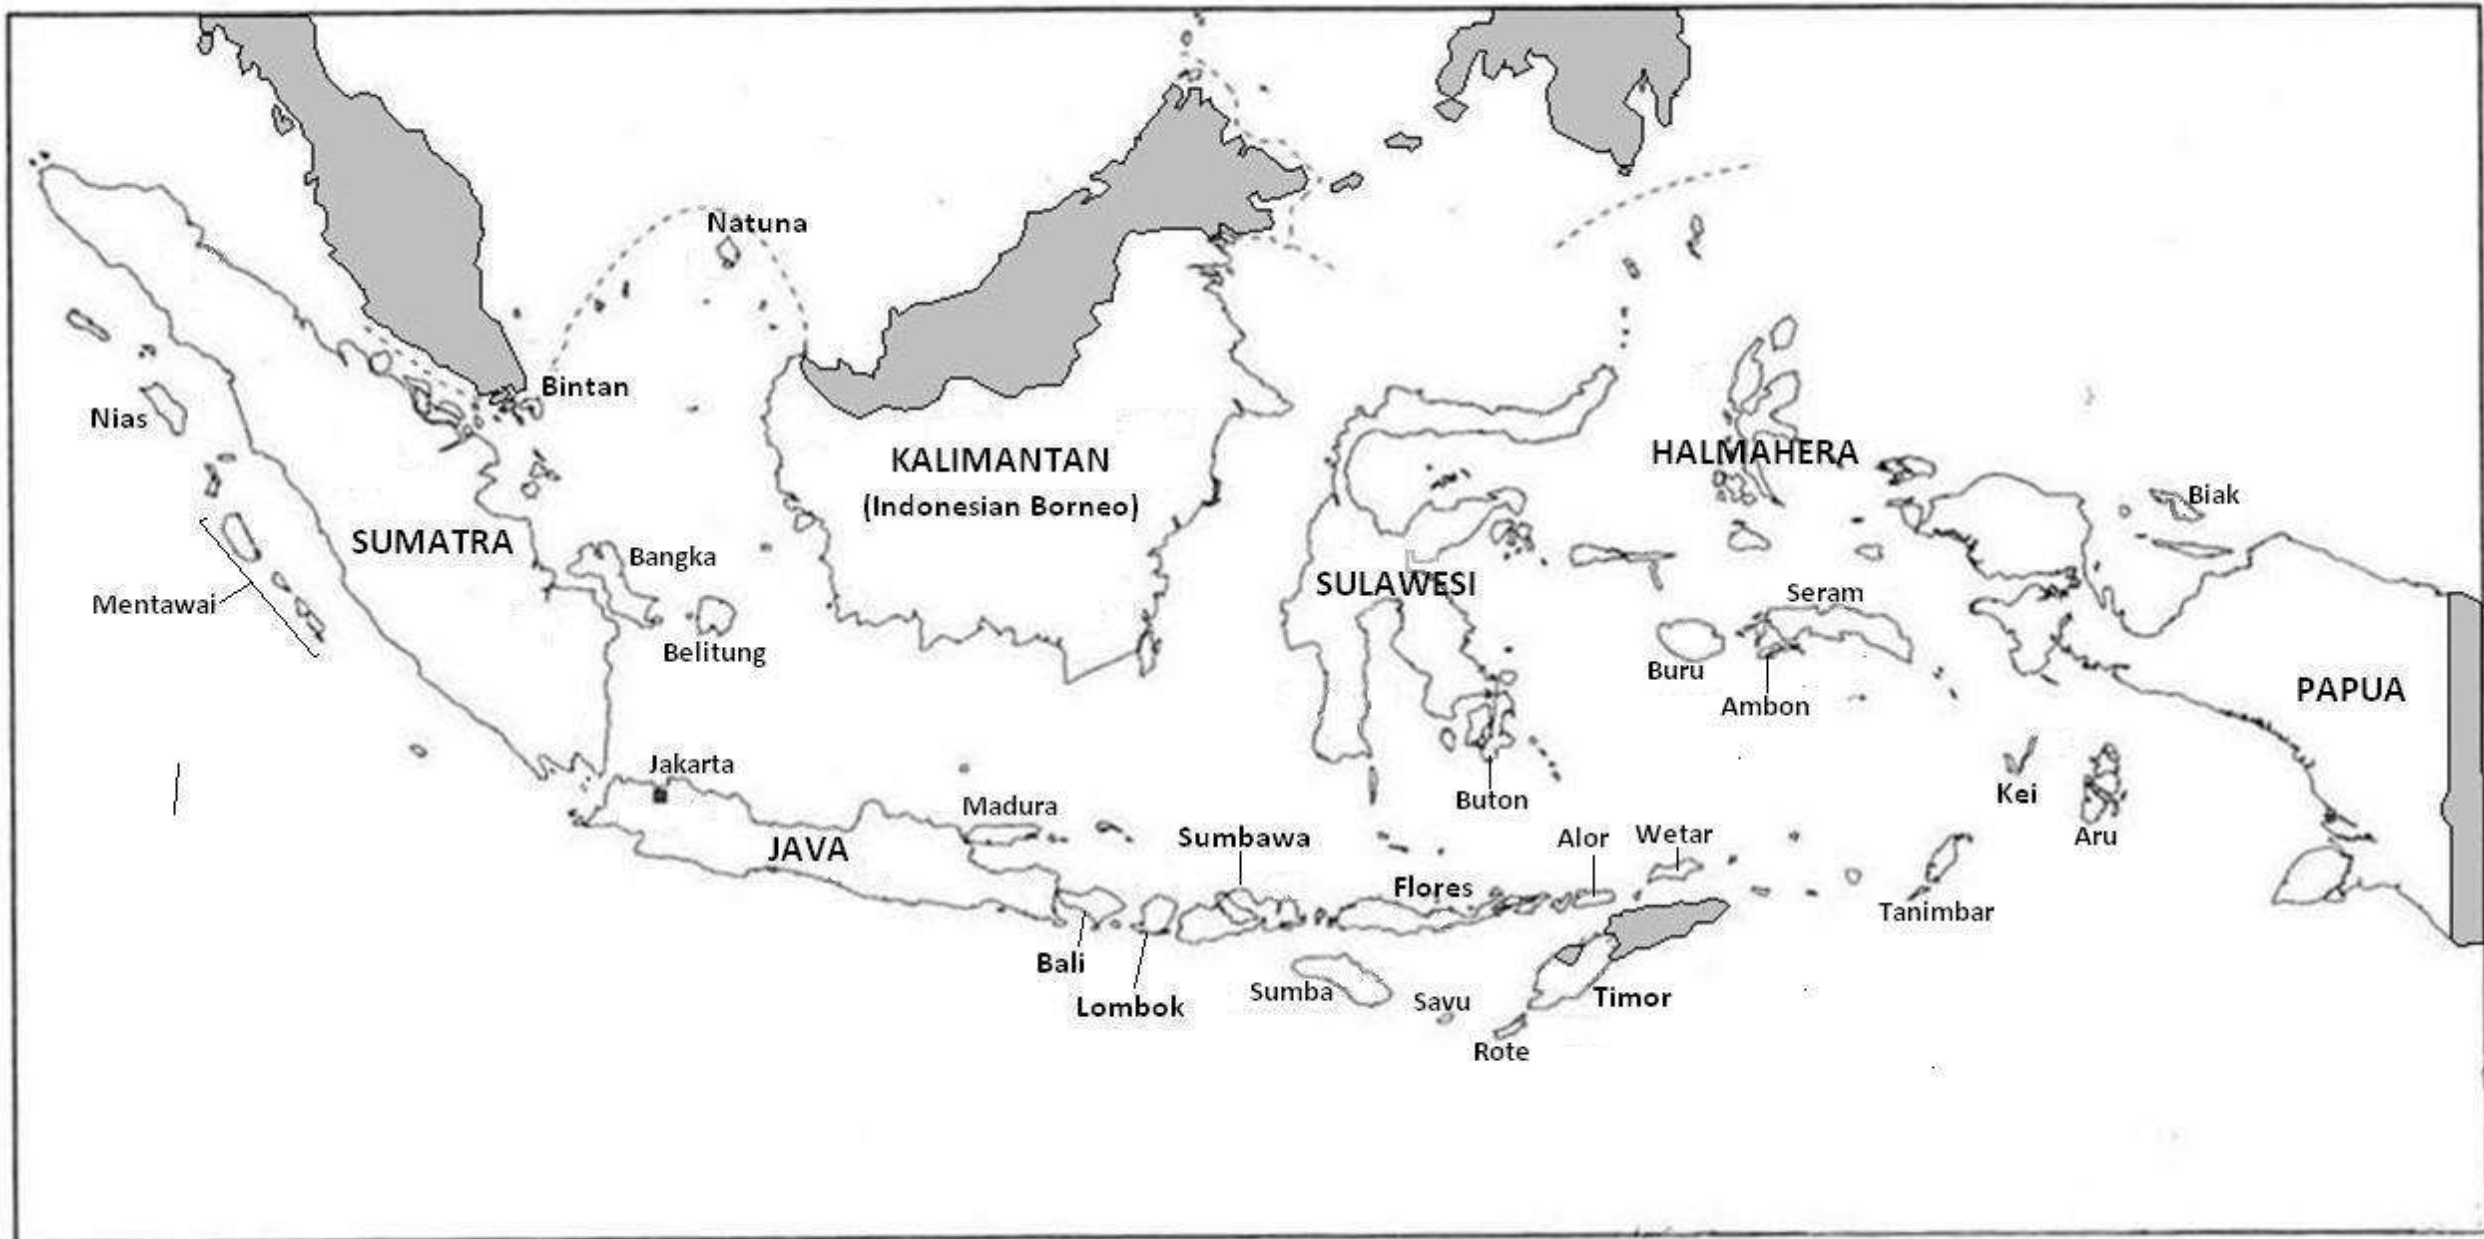 Natuna
Bintan
Nias
KALIMANTAN
(Indonesian Borneo)
HALMAHERA
Biak
SUMATRA
Bangka
Mentawai
SULAWESI
Seram
Belitung
Buru
Ambon
PAPUA
Jakarta
Madura
Buton
Kei
JAVA
Sumbawa
Alor
Wetar
Aru
Flores
Tanimbar
Bali
Lombok
Sumba
Savu
Timor
Rote